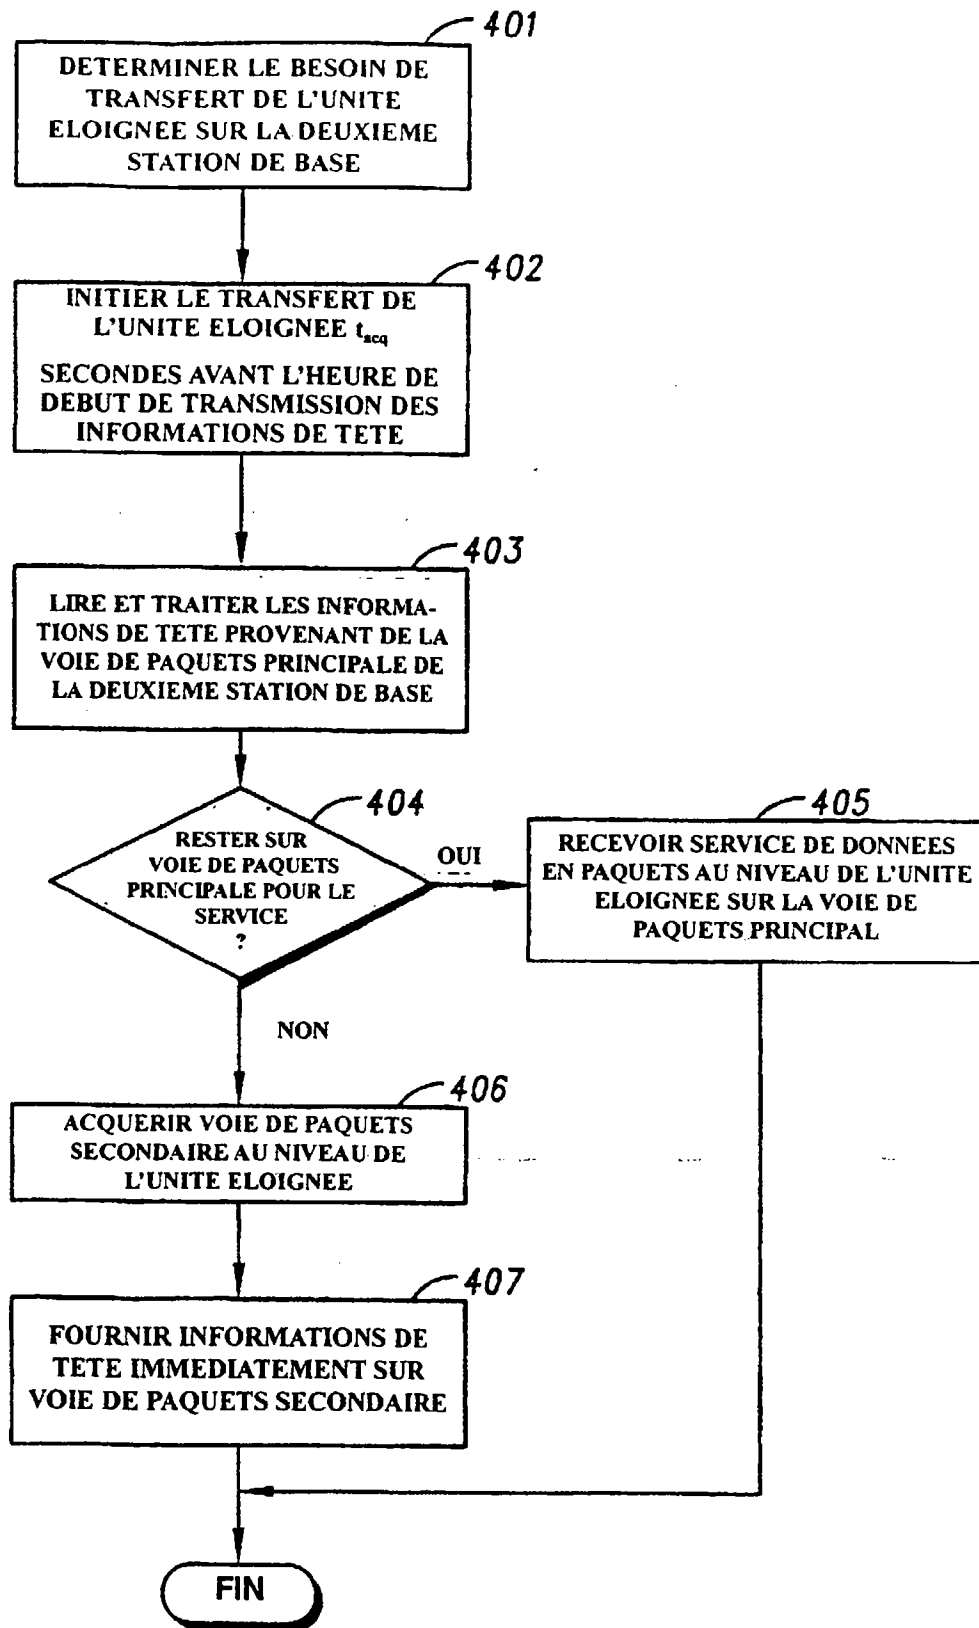 401
DETERMINER LE BESOIN DE
TRANSFERT DE L'UNITE
ELOIGNEE SUR LA DEUXIEME
STATION DE BASE
402
INITIER LE TRANSFERT DE
L'UNITE ELOIGNEE tacq
SECONDES AVANT L'HEURE DE
DEBUT DE TRANSMISSION DES
INFORMATIONS DE TETE
403
LIRE ET TRAITER LES INFORMA-
TIONS DE TETE PROVENANT DE LA
VOIE DE PAQUETS PRINCIPALE DE
LA DEUXIEME STATION DE BASE
404
RESTER SUR
VOIE DE PAQUETS
PRINCIPALE POUR LE
SERVICE
?
OUI
405
RECEVOIR SERVICE DE DONNEES
EN PAQUETS AU NIVEAU DE L'UNITE
ELOIGNEE SUR LA VOIE DE
PAQUETS PRINCIPAL
NON
406
ACQUERIR VOIE DE PAQUETS
SECONDAIRE AU NIVEAU DE
L'UNITE ELOIGNEE
407
FOURNIR INFORMATIONS DE
TETE IMMEDIATEMENT SUR
VOIE DE PAQUETS SECONDAIRE
FIN